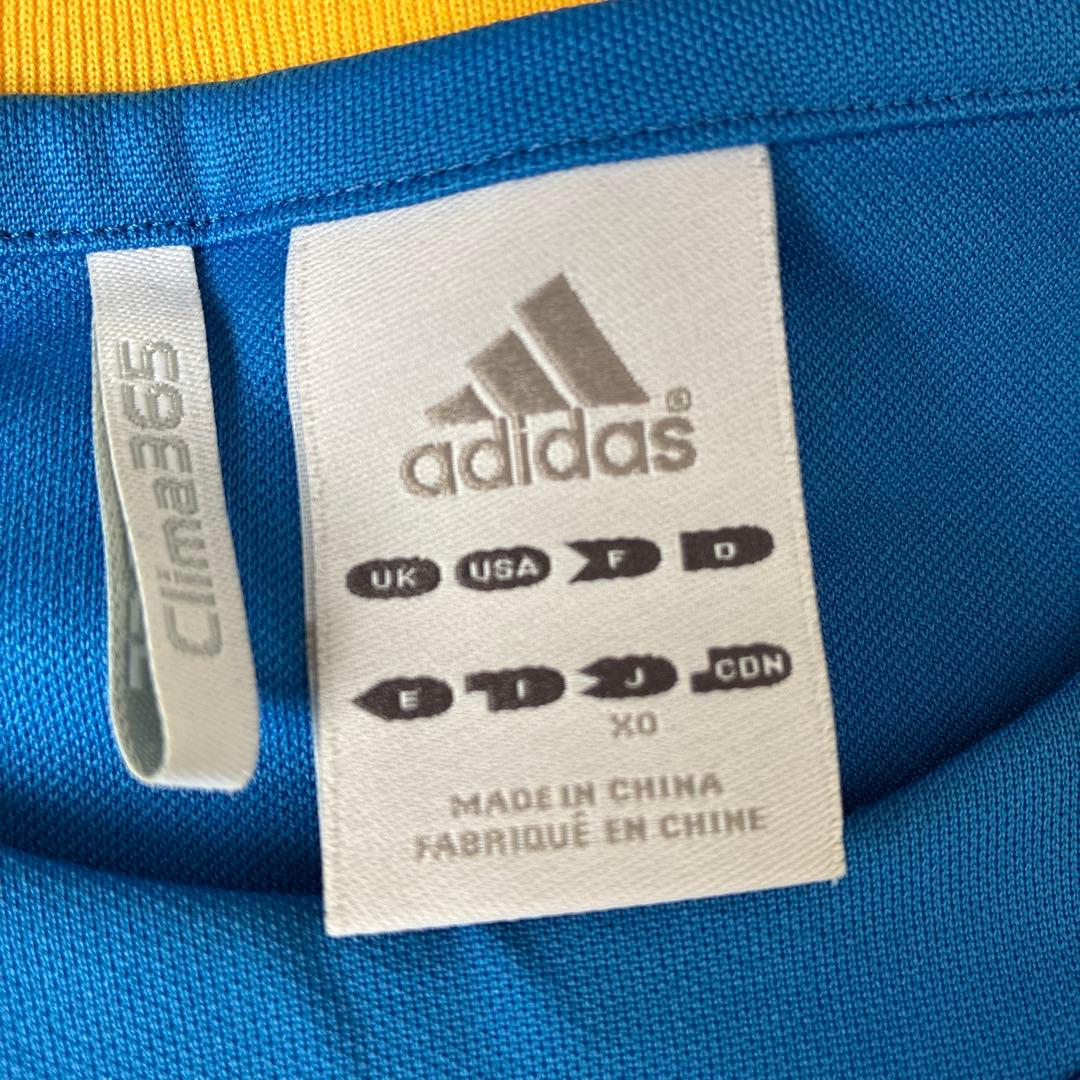 Clima365
adidas®
UK USA F D
E I J CDN
XO
MADE IN CHINA
FABRIQUÉ EN CHINE